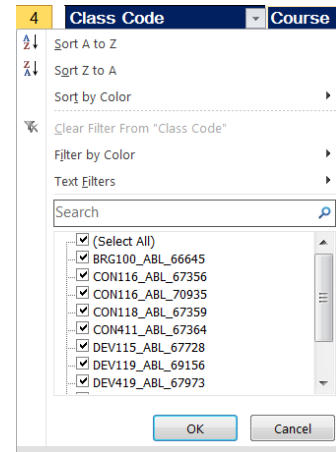 4 Class Code Course
Sort A to Z
Sort Z to A
Sort by Color
Clear Filter From "Class Code"
Filter by Color
Text Filters
Search
(Select All)
BRG100_ABL_66645
CON116_ABL_67356
CON116_ABL_70935
CON118_ABL_67359
CON411_ABL_67364
DEV115_ABL_67728
DEV119_ABL_69156
DEV419_ABL_67973
OK Cancel